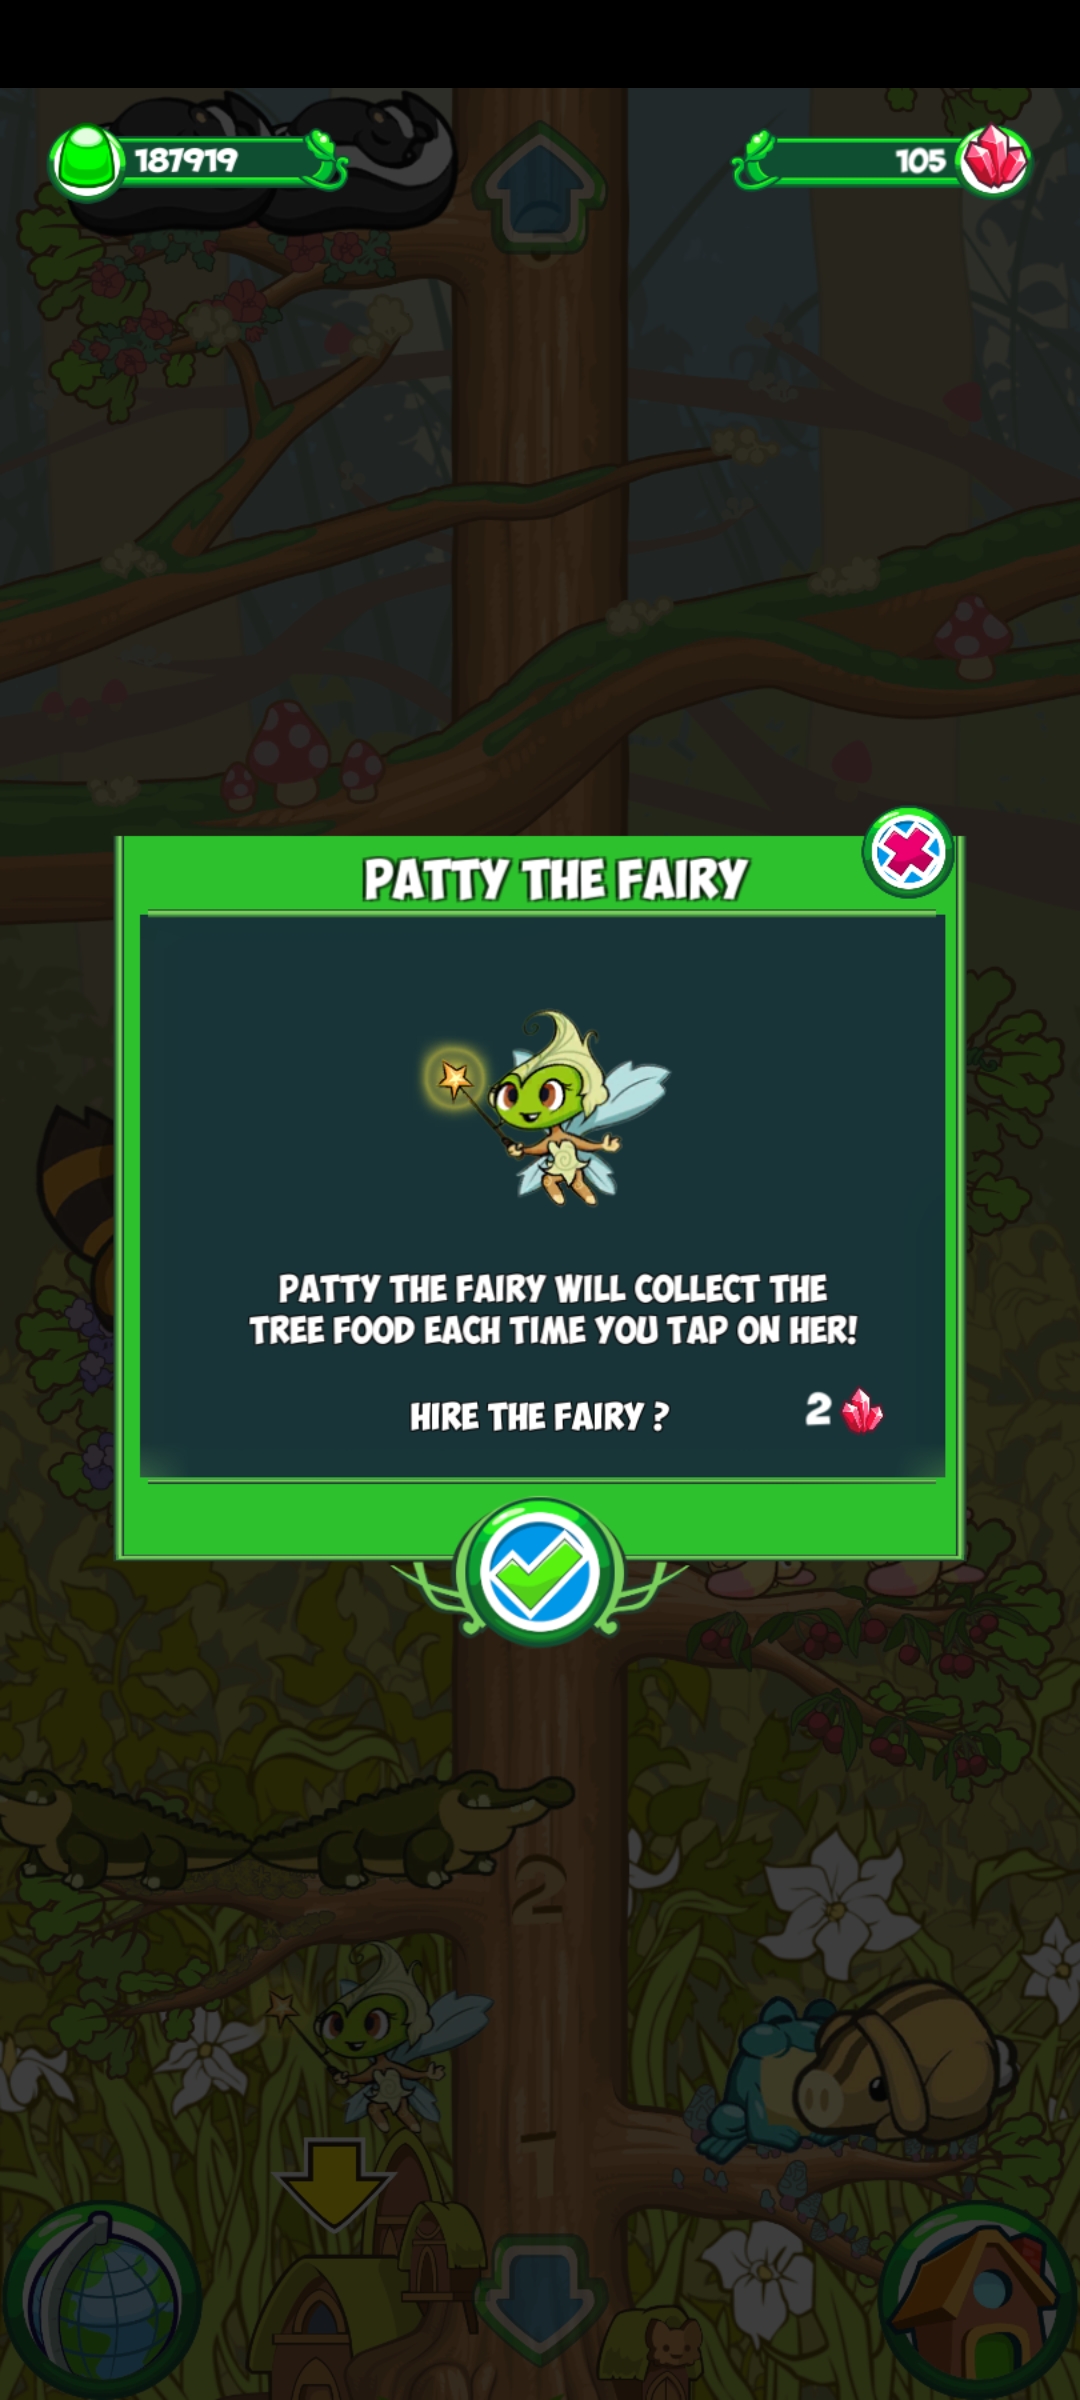 187919
105
PATTY THE FAIRY
PATTY THE FAIRY WILL COLLECT THE
TREE FOOD EACH TIME YOU TAP ON HER!
HIRE THE FAIRY ?
2
2
1